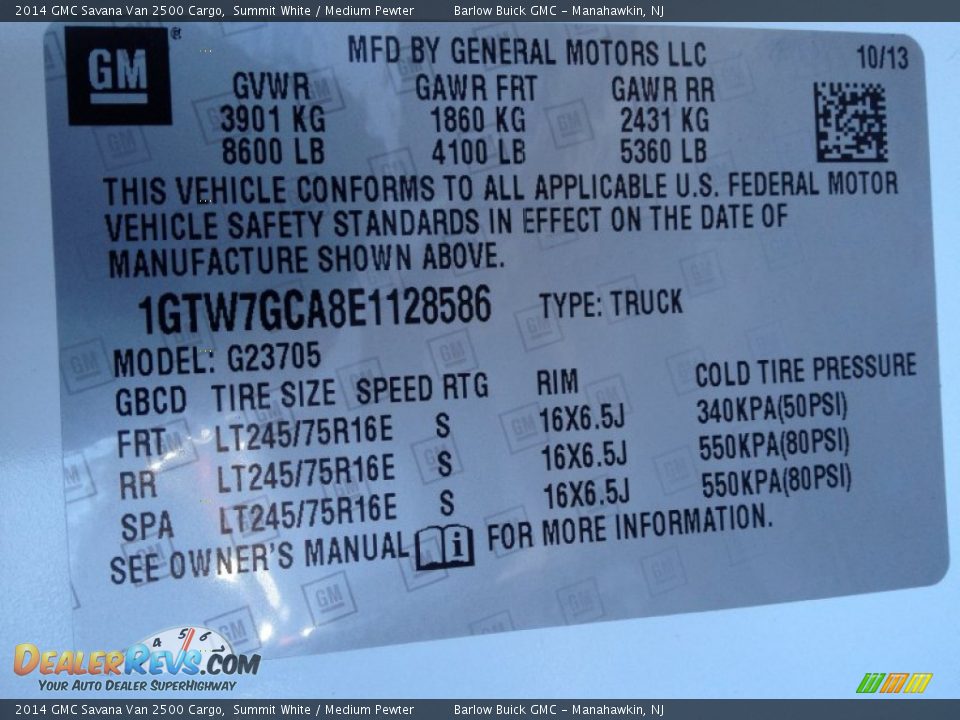 2014 GMC Savana Van 2500 Cargo, Summit White / Medium Pewter Barlow Buick GMC – Manahawkin, NJ
GM®
MFD BY GENERAL MOTORS LLC 10/13
GVWR GAWR FRT GAWR RR
3901 KG 1860 KG 2431 KG
8600 LB 4100 LB 5360 LB
THIS VEHICLE CONFORMS TO ALL APPLICABLE U.S. FEDERAL MOTOR
VEHICLE SAFETY STANDARDS IN EFFECT ON THE DATE OF
MANUFACTURE SHOWN ABOVE.
1GTW7GCA8E1128586 TYPE: TRUCK
MODEL: G23705
GBCD TIRE SIZE SPEED RTG RIM COLD TIRE PRESSURE
FRT LT245/75R16E S 16X6.5J 340KPA(50PSI)
RR LT245/75R16E S 16X6.5J 550KPA(80PSI)
SPA LT245/75R16E S 16X6.5J 550KPA(80PSI)
SEE OWNER'S MANUAL i FOR MORE INFORMATION.
4 5 6
DealerRevs.com
Your Auto Dealer SuperHighway
2014 GMC Savana Van 2500 Cargo, Summit White / Medium Pewter Barlow Buick GMC – Manahawkin, NJ